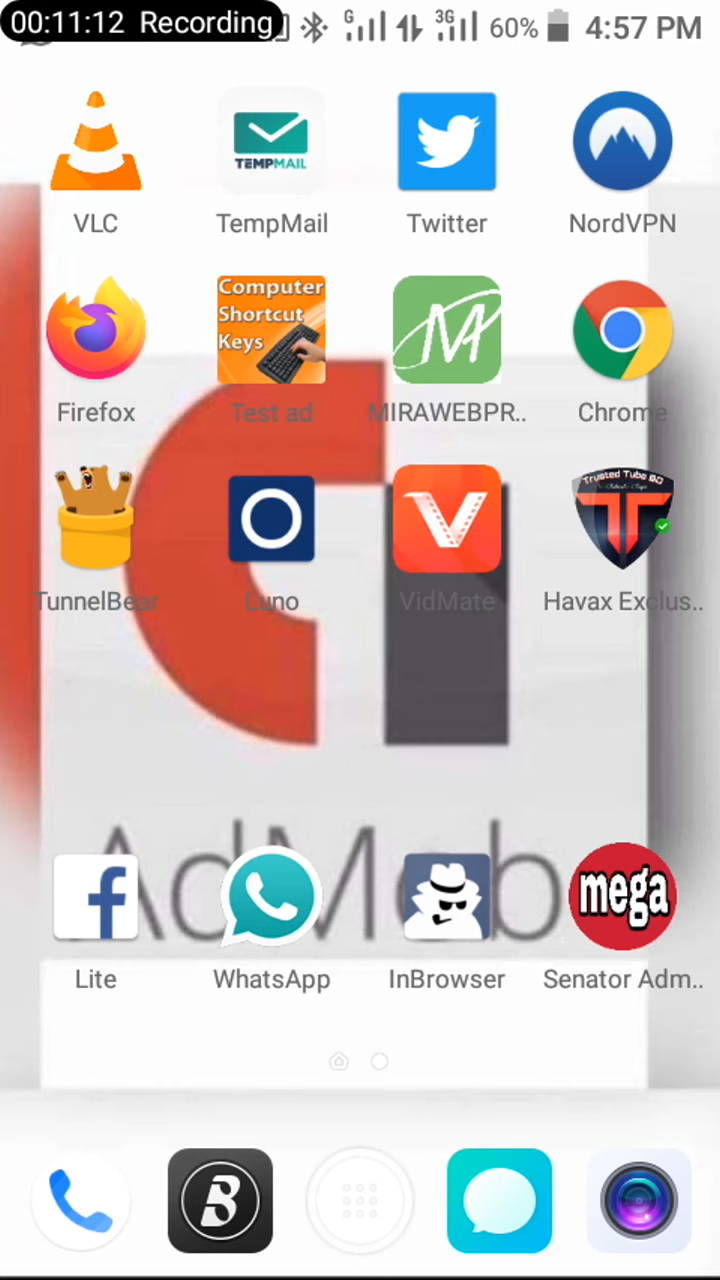 00:11:12 Recording
G 3G 60% 4:57 PM
TEMPMAIL
VLC TempMail Twitter NordVPN
Computer
Shortcut
Keys
M
Firefox Test ad MIRAWEBPR.. Chrome
Trusted Tube
V
TunnelBear Luno VidMate Havax Exclus..
AdMob
f
mega
Lite WhatsApp InBrowser Senator Adm..
B